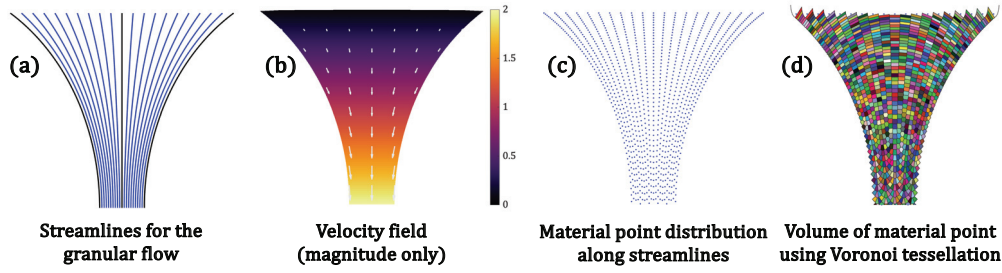 (a)
(b)
2
1.5
1
0.5
0
(c)
(d)
Streamlines for the
granular flow
Velocity field
(magnitude only)
Material point distribution
along streamlines
Volume of material point
using Voronoi tessellation